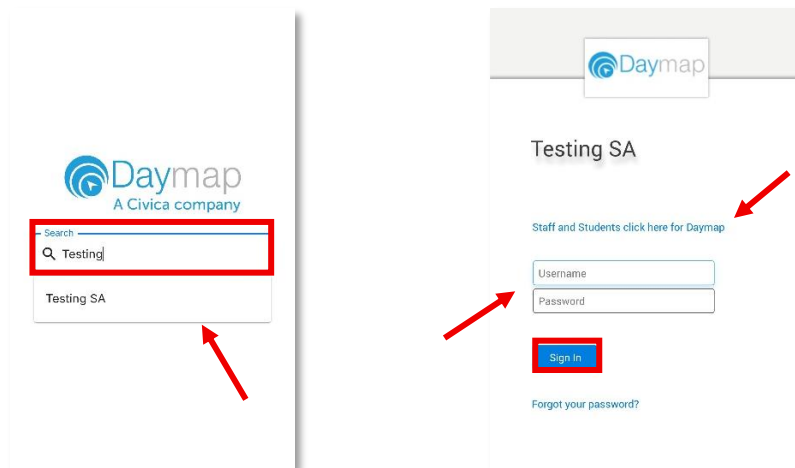 Daymap
A Civica company
Search
Testing
Testing SA
Daymap
Testing SA
Staff and Students click here for Daymap
Username
Password
Sign In
Forgot your password?